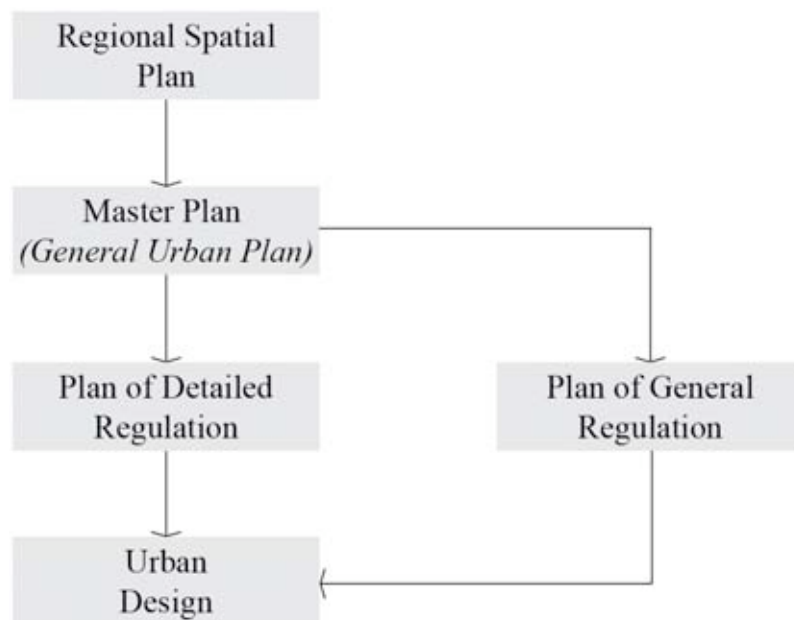 Regional Spatial
Plan
Master Plan
(General Urban Plan)
Plan of Detailed
Regulation
Plan of General
Regulation
Urban
Design